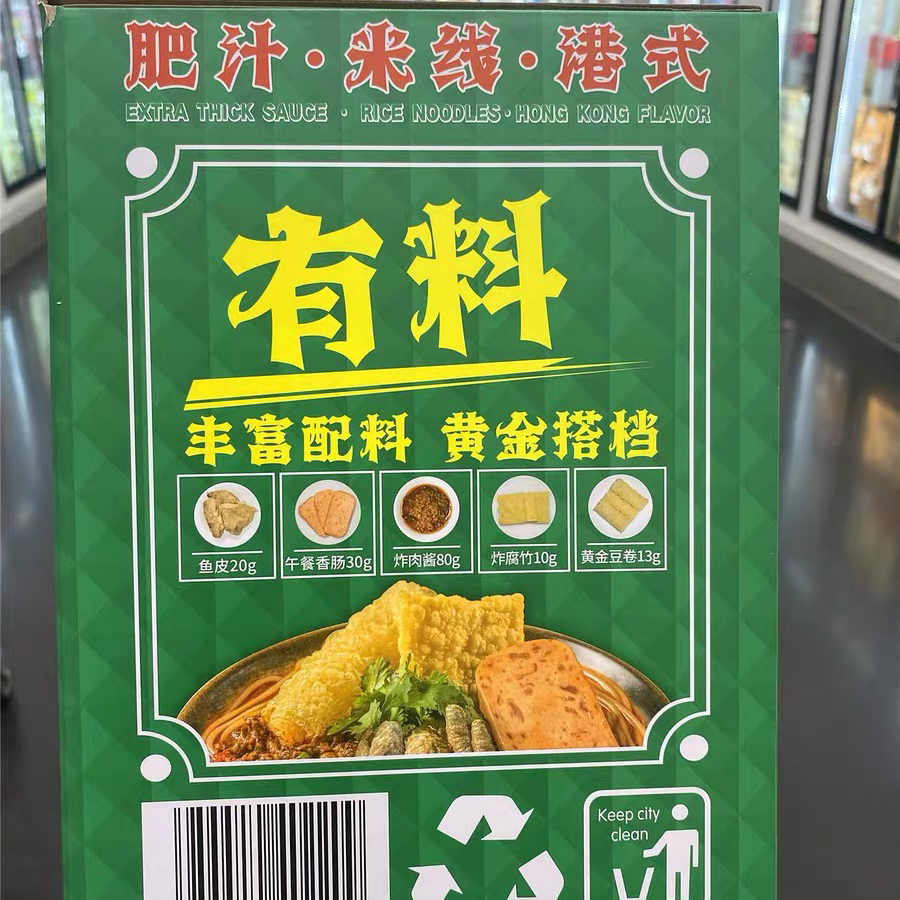 肥汁·米线·港式
EXTRA THICK SAUCE · RICE NOODLES · HONG KONG FLAVOR
有料
丰富配料 黄金搭档
鱼皮20g 午餐香肠30g 炸肉酱80g 炸腐竹10g 黄金豆卷13g
Keep city
clean